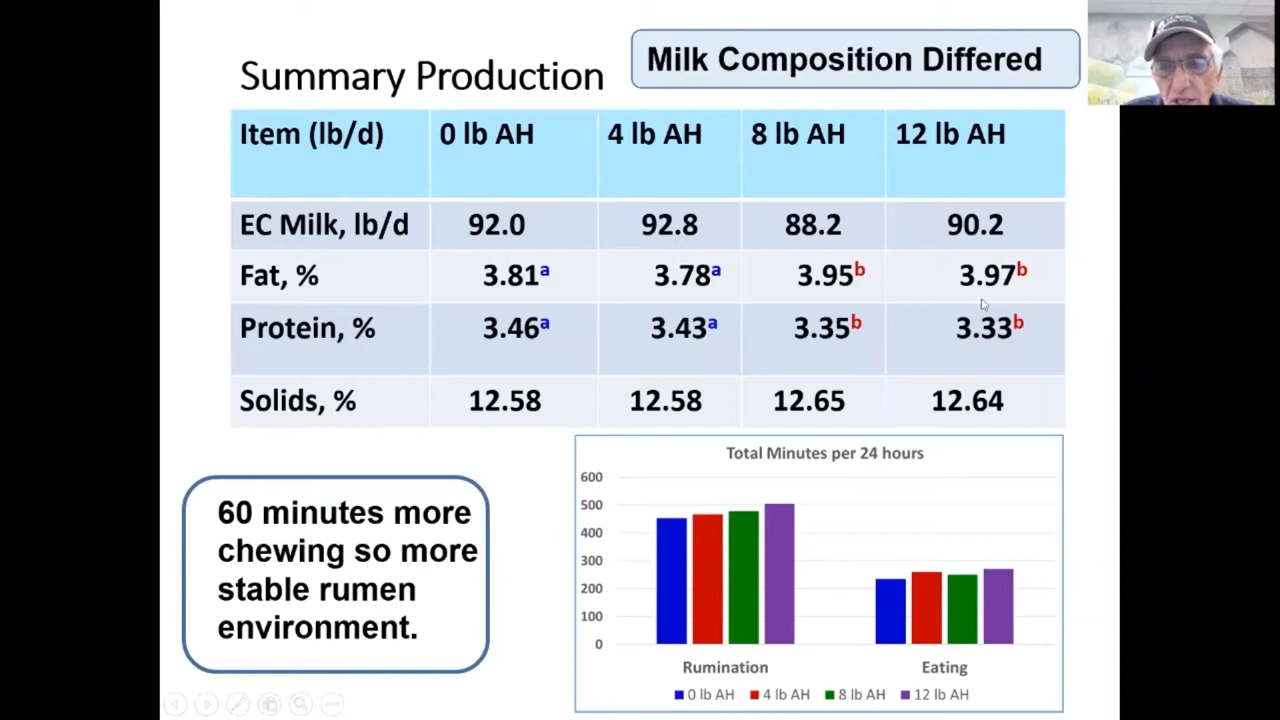 Summary Production
Milk Composition Differed
Item (lb/d) 0 lb AH 4 lb AH 8 lb AH 12 lb AH
EC Milk, lb/d 92.0 92.8 88.2 90.2
Fat, % 3.81a 3.78a 3.95b 3.97b
Protein, % 3.46a 3.43a 3.35b 3.33b
Solids, % 12.58 12.58 12.65 12.64
60 minutes more
chewing so more
stable rumen
environment.
Total Minutes per 24 hours
600
500
400
300
200
100
0
Rumination Eating
0 lb AH 4 lb AH 8 lb AH 12 lb AH